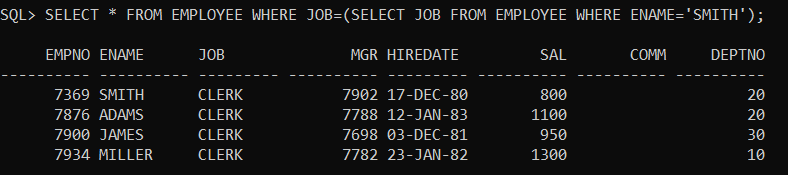 SQL> SELECT * FROM EMPLOYEE WHERE JOB=(SELECT JOB FROM EMPLOYEE WHERE ENAME='SMITH');
     EMPNO ENAME      JOB              MGR HIREDATE         SAL       COMM     DEPTNO
---------- ---------- --------- ---------- --------- ---------- ---------- ----------
      7369 SMITH      CLERK           7902 17-DEC-80        800                    20
      7876 ADAMS      CLERK           7788 12-JAN-83       1100                    20
      7900 JAMES      CLERK           7698 03-DEC-81        950                    30
      7934 MILLER     CLERK           7782 23-JAN-82       1300                    10